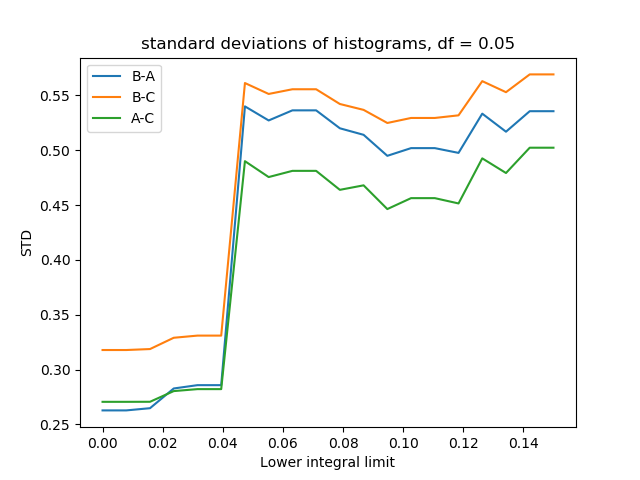 standard deviations of histograms, df = 0.05
B-A
B-C
A-C
STD
0.55
0.50
0.45
0.40
0.35
0.30
0.25
0.00 0.02 0.04 0.06 0.08 0.10 0.12 0.14
Lower integral limit